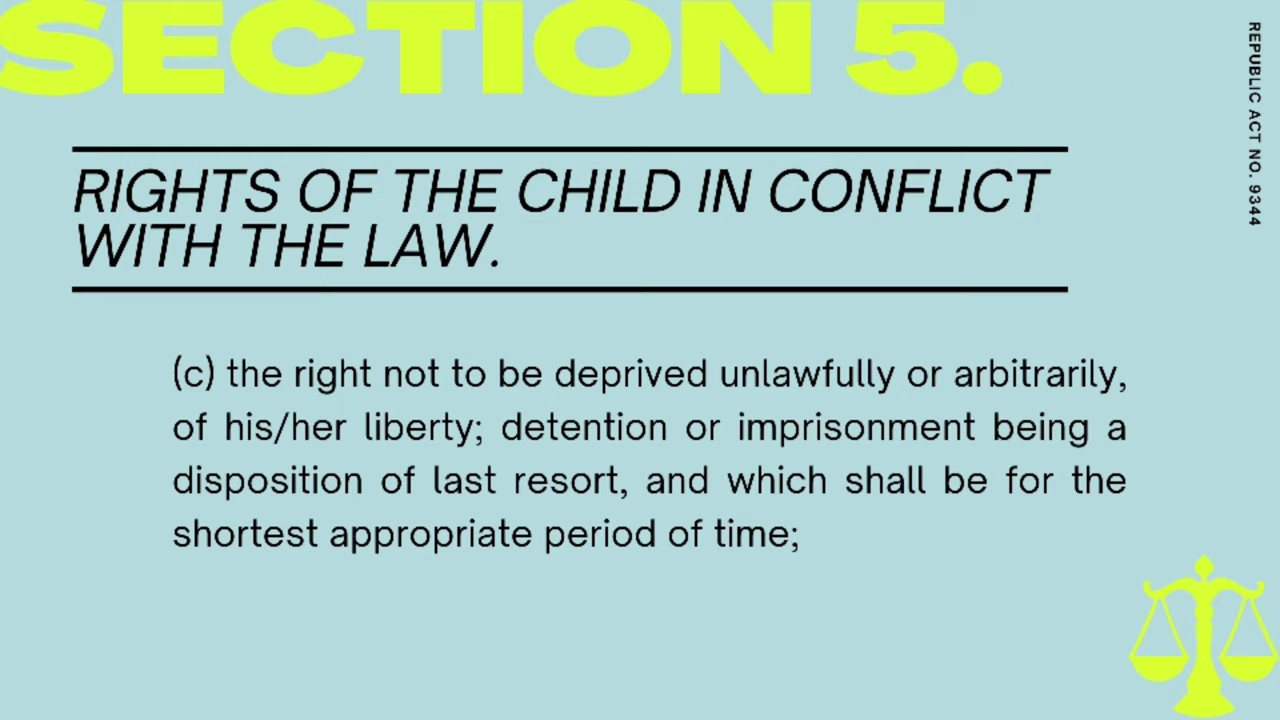 SECTION 5.
REPUBLIC ACT NO. 9344
RIGHTS OF THE CHILD IN CONFLICT
WITH THE LAW.
(c) the right not to be deprived unlawfully or arbitrarily,
of his/her liberty; detention or imprisonment being a
disposition of last resort, and which shall be for the
shortest appropriate period of time;